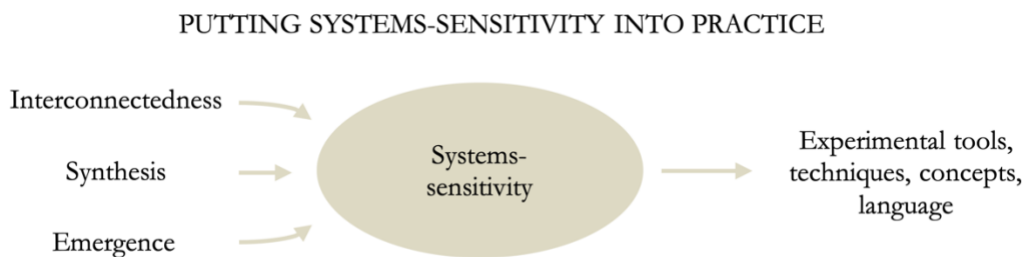 PUTTING SYSTEMS-SENSITIVITY INTO PRACTICE
Interconnectedness
Synthesis
Emergence
Systems-
sensitivity
Experimental tools,
techniques, concepts,
language